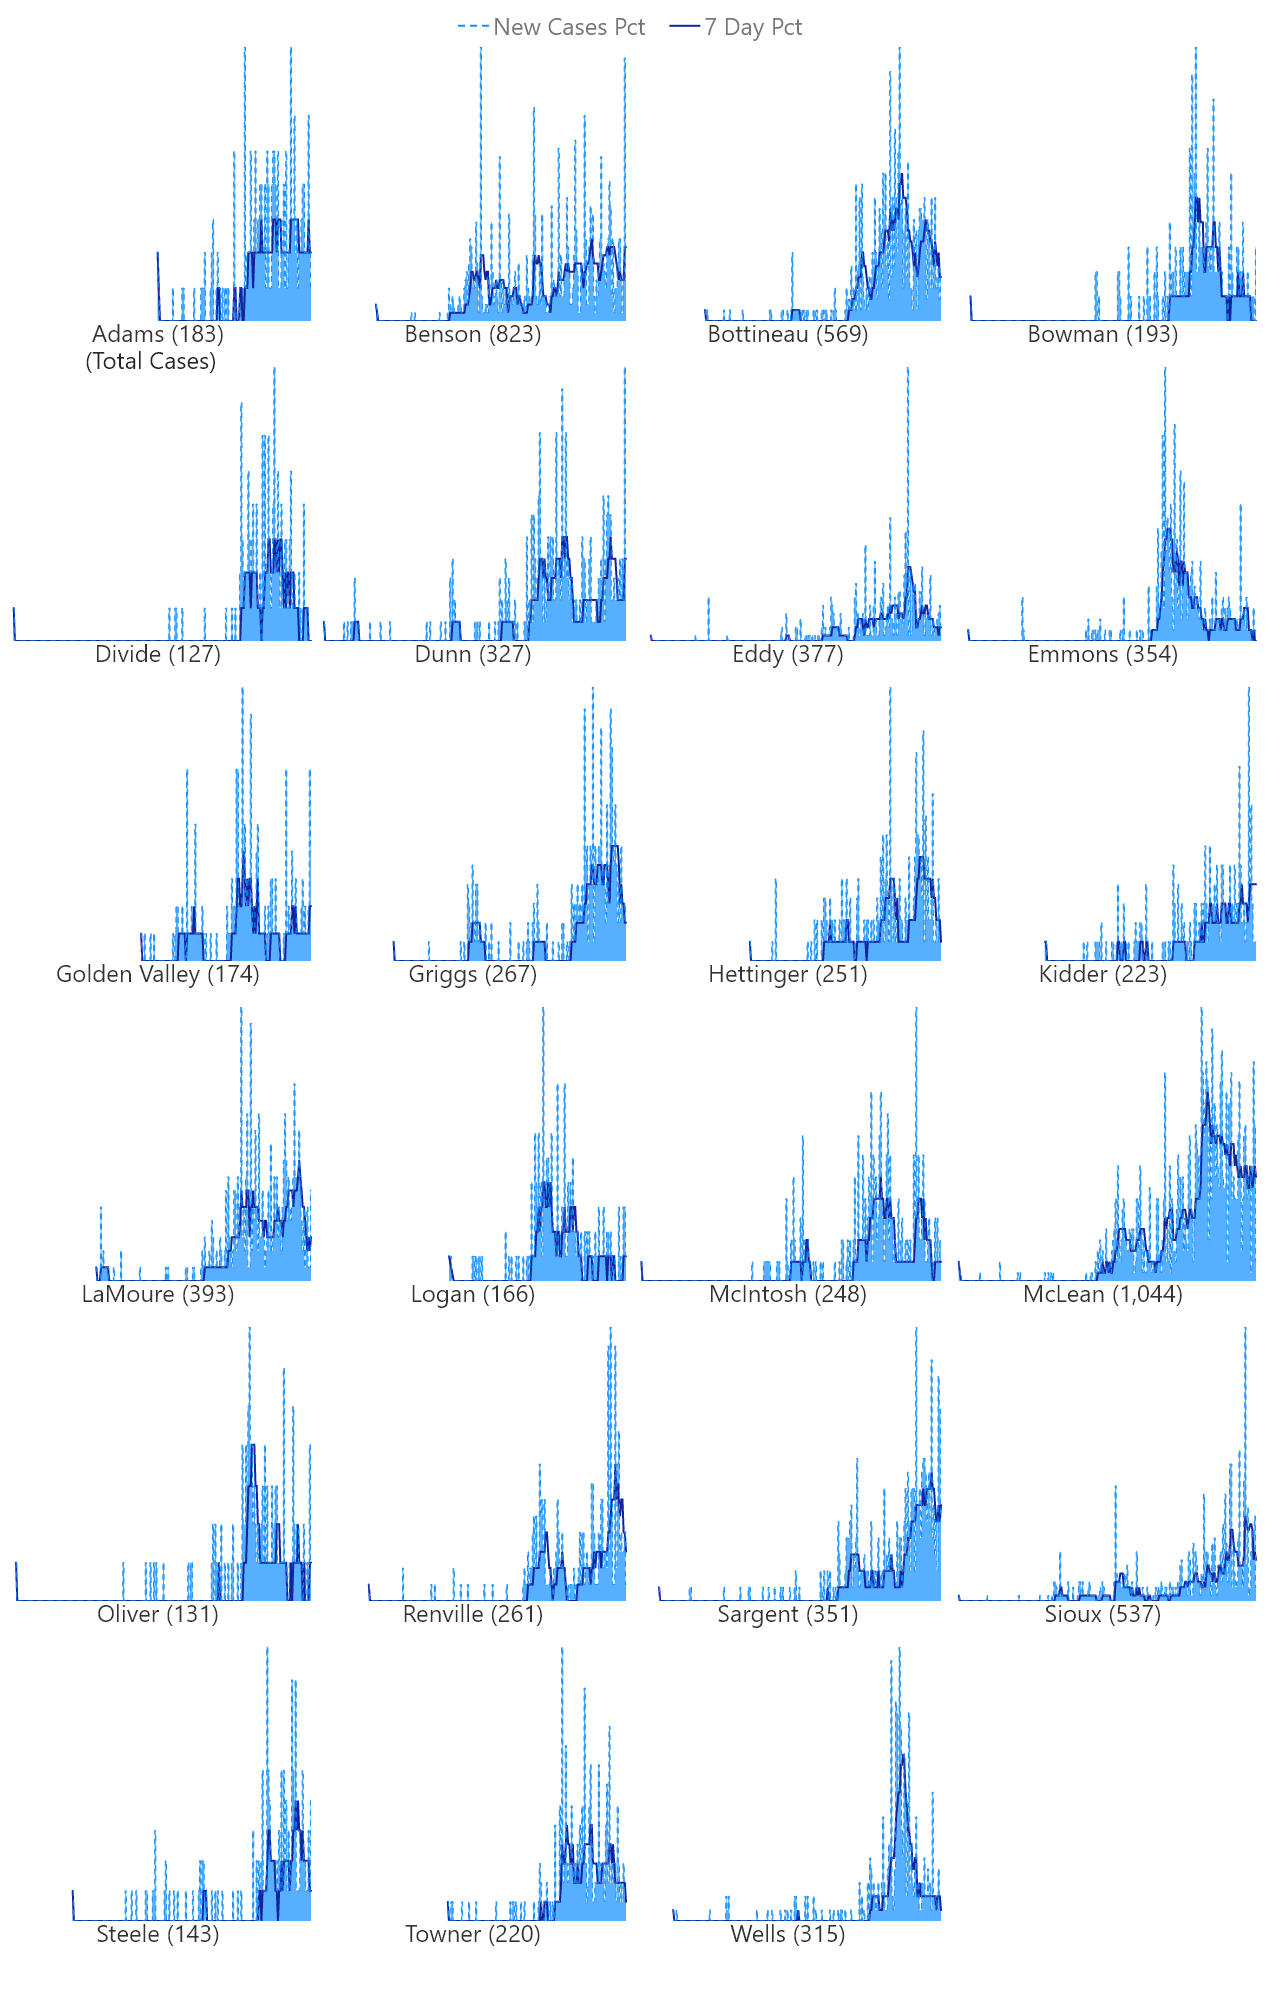 New Cases Pct 7 Day Pct
Adams (183) Benson (823) Bottineau (569) Bowman (193)
(Total Cases)
Divide (127) Dunn (327) Eddy (377) Emmons (354)
Golden Valley (174) Griggs (267) Hettinger (251) Kidder (223)
LaMoure (393) Logan (166) McIntosh (248) McLean (1,044)
Oliver (131) Renville (261) Sargent (351) Sioux (537)
Steele (143) Towner (220) Wells (315)